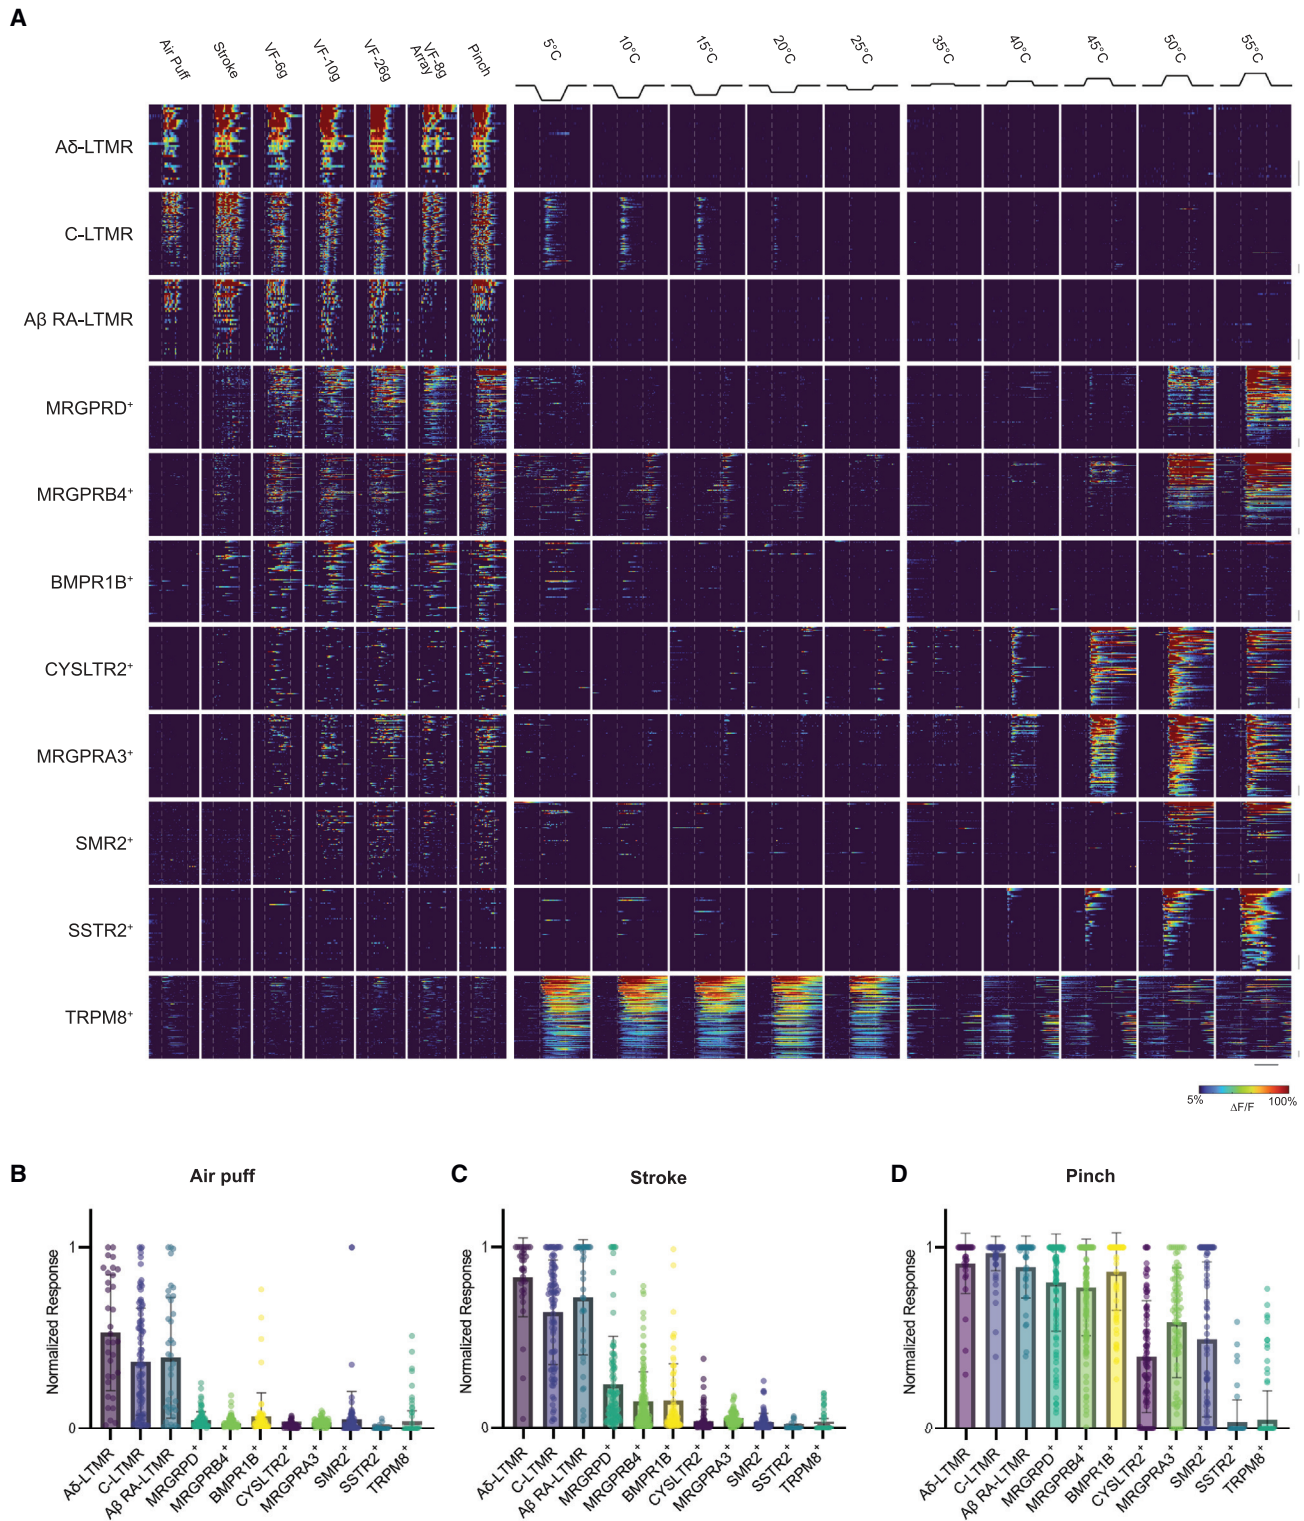 A
Air Puff
Stroke
VF-6g
VF-10g
VF-26g
VF-8g
Array
Pinch
5°C
10°C
15°C
20°C
25°C
35°C
40°C
45°C
50°C
55°C
Aδ-LTMR
C-LTMR
Aβ RA-LTMR
MRGPRD+
MRGPRB4+
BMPR1B+
CYSLTR2+
MRGPRA3+
SMR2+
SSTR2+
TRPM8+
5%
ΔF/F
100%
B
Air puff
Normalized Response
1
0
Aδ-LTMR
C-LTMR
Aβ RA-LTMR
MRGRPD+
MRGPRB4+
BMPR1B+
CYSLTR2+
MRGPRA3+
SMR2+
SSTR2+
TRPM8+
C
Stroke
Normalized Response
1
0
Aδ-LTMR
C-LTMR
Aβ RA-LTMR
MRGRPD+
MRGPRB4+
BMPR1B+
CYSLTR2+
MRGPRA3+
SMR2+
SSTR2+
TRPM8+
D
Pinch
Normalized Response
1
0
Aδ-LTMR
C-LTMR
Aβ RA-LTMR
MRGPRD+
MRGPRB4+
BMPR1B+
CYSLTR2+
MRGPRA3+
SMR2+
SSTR2+
TRPM8+